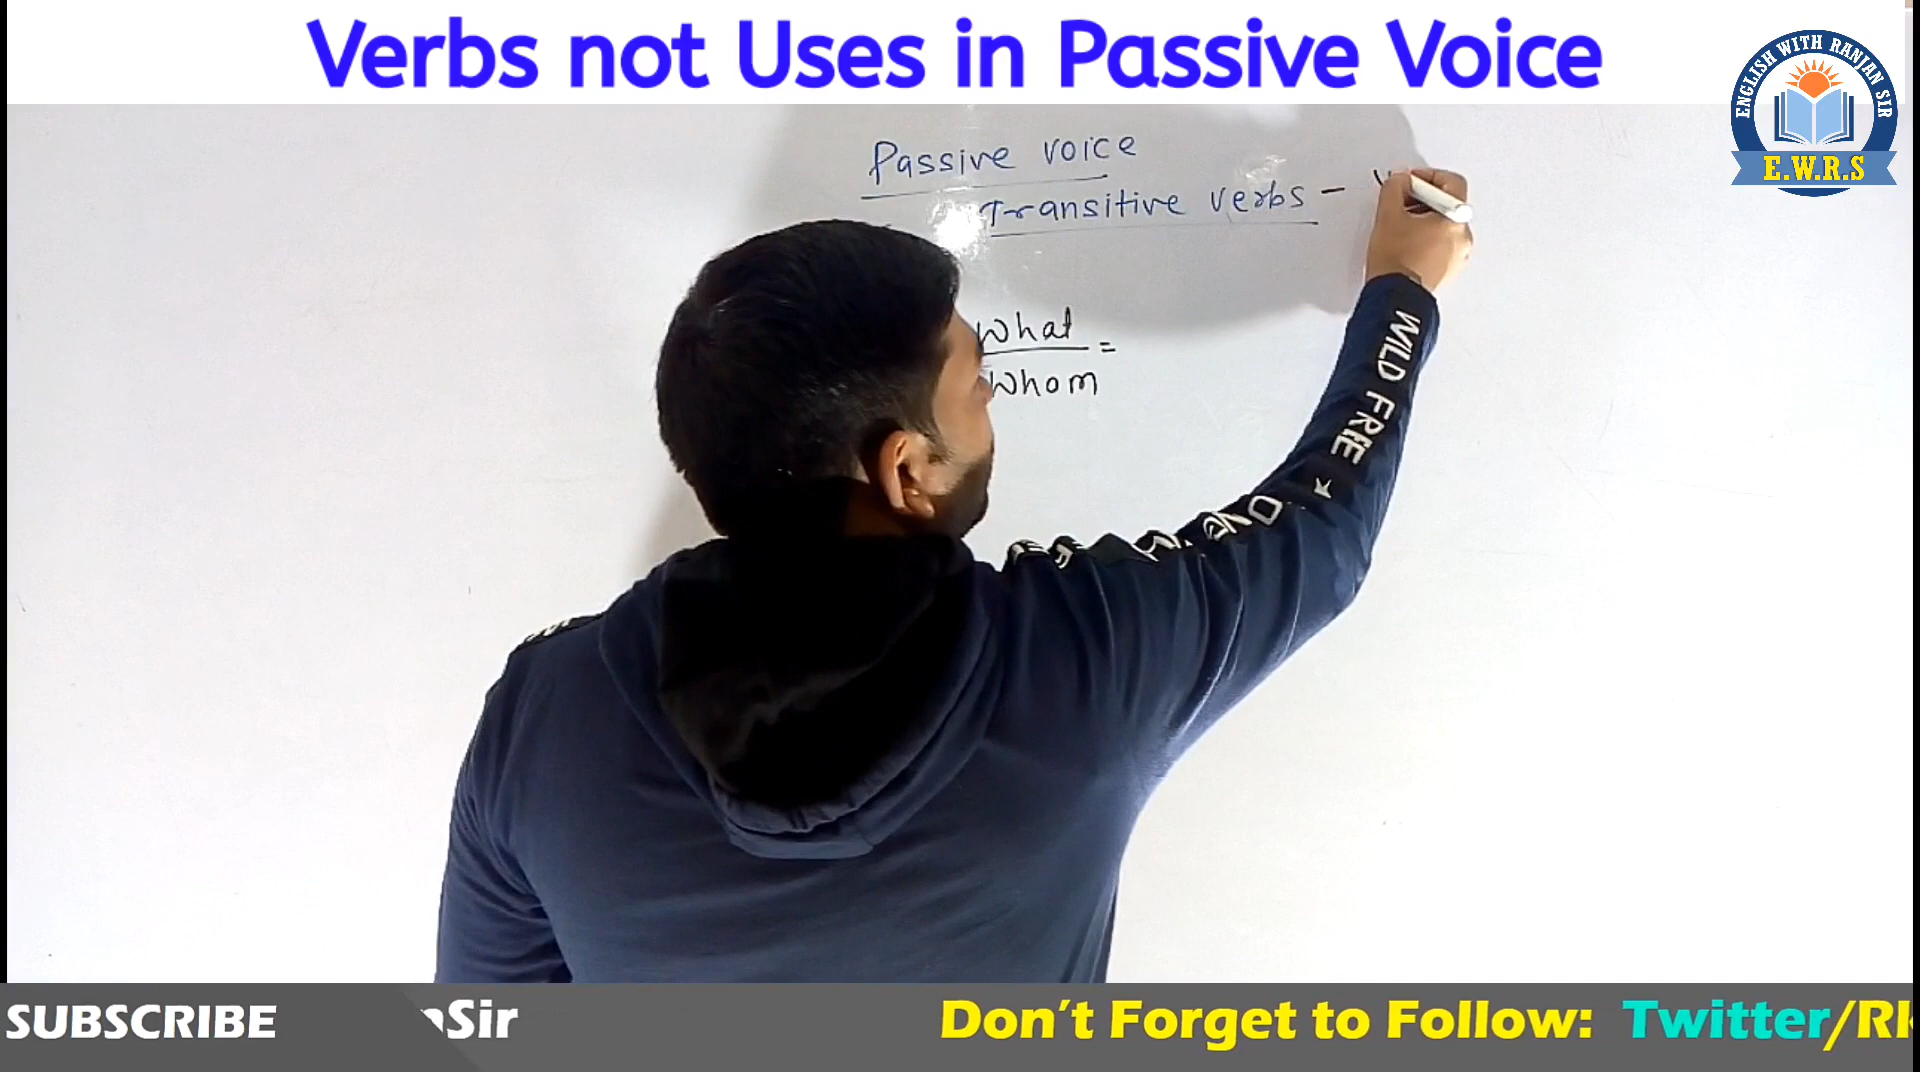 Verbs not Uses in Passive Voice
ENGLISH WITH RANJAN SIR
E.W.R.S
Passive voice
Transitive verbs -
What =
Whom
WILD FREE
SUBSCRIBE
Sir
Don't Forget to Follow: Twitter/